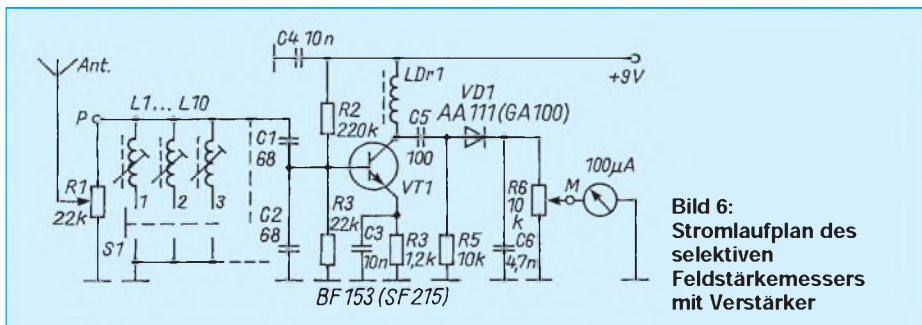 C4 10n
+9V
Ant.
LDr1
VD1
L1... L10
AA111(GA100)
P
R2
220k
C5
100
C1
68
100µA
R1
22k
1
2
3
VT1
R6
10
k
M
C2
68
R3
22k
C3
10n
R3
1,2k
R5
10k
C6
4,7n
S1
BF 153 (SF 215)
Bild 6:
Stromlaufplan des
selektiven
Feldstärkemessers
mit Verstärker